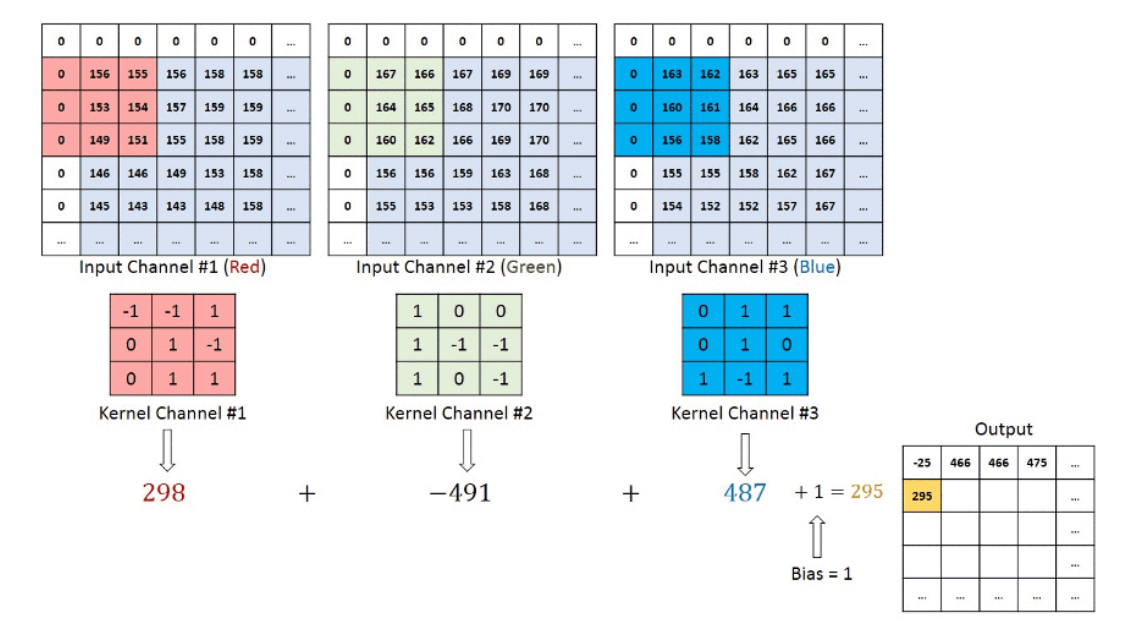 0 0 0 0 0 0 ...
0 156 155 156 158 158 ...
0 153 154 157 159 159 ...
0 149 151 155 158 159 ...
0 146 146 149 153 158 ...
0 145 143 143 148 158 ...
... ... ... ... ... ... ...
Input Channel #1 (Red)
0 0 0 0 0 0 ...
0 167 166 167 169 169 ...
0 164 165 168 170 170 ...
0 160 162 166 169 170 ...
0 156 156 159 163 168 ...
0 155 153 153 158 168 ...
... ... ... ... ... ... ...
Input Channel #2 (Green)
0 0 0 0 0 0 ...
0 163 162 163 165 165 ...
0 160 161 164 166 166 ...
0 156 158 162 165 166 ...
0 155 155 158 162 167 ...
0 154 152 152 157 167 ...
... ... ... ... ... ... ...
Input Channel #3 (Blue)
-1 -1 1
0 1 -1
0 1 1
Kernel Channel #1
1 0 0
1 -1 -1
1 0 -1
Kernel Channel #2
0 1 1
0 1 0
1 -1 1
Kernel Channel #3
298 + −491 + 487 + 1 = 295
Bias = 1
Output
-25 466 466 475 ...
295 ...
...
...
... ... ... ... ...